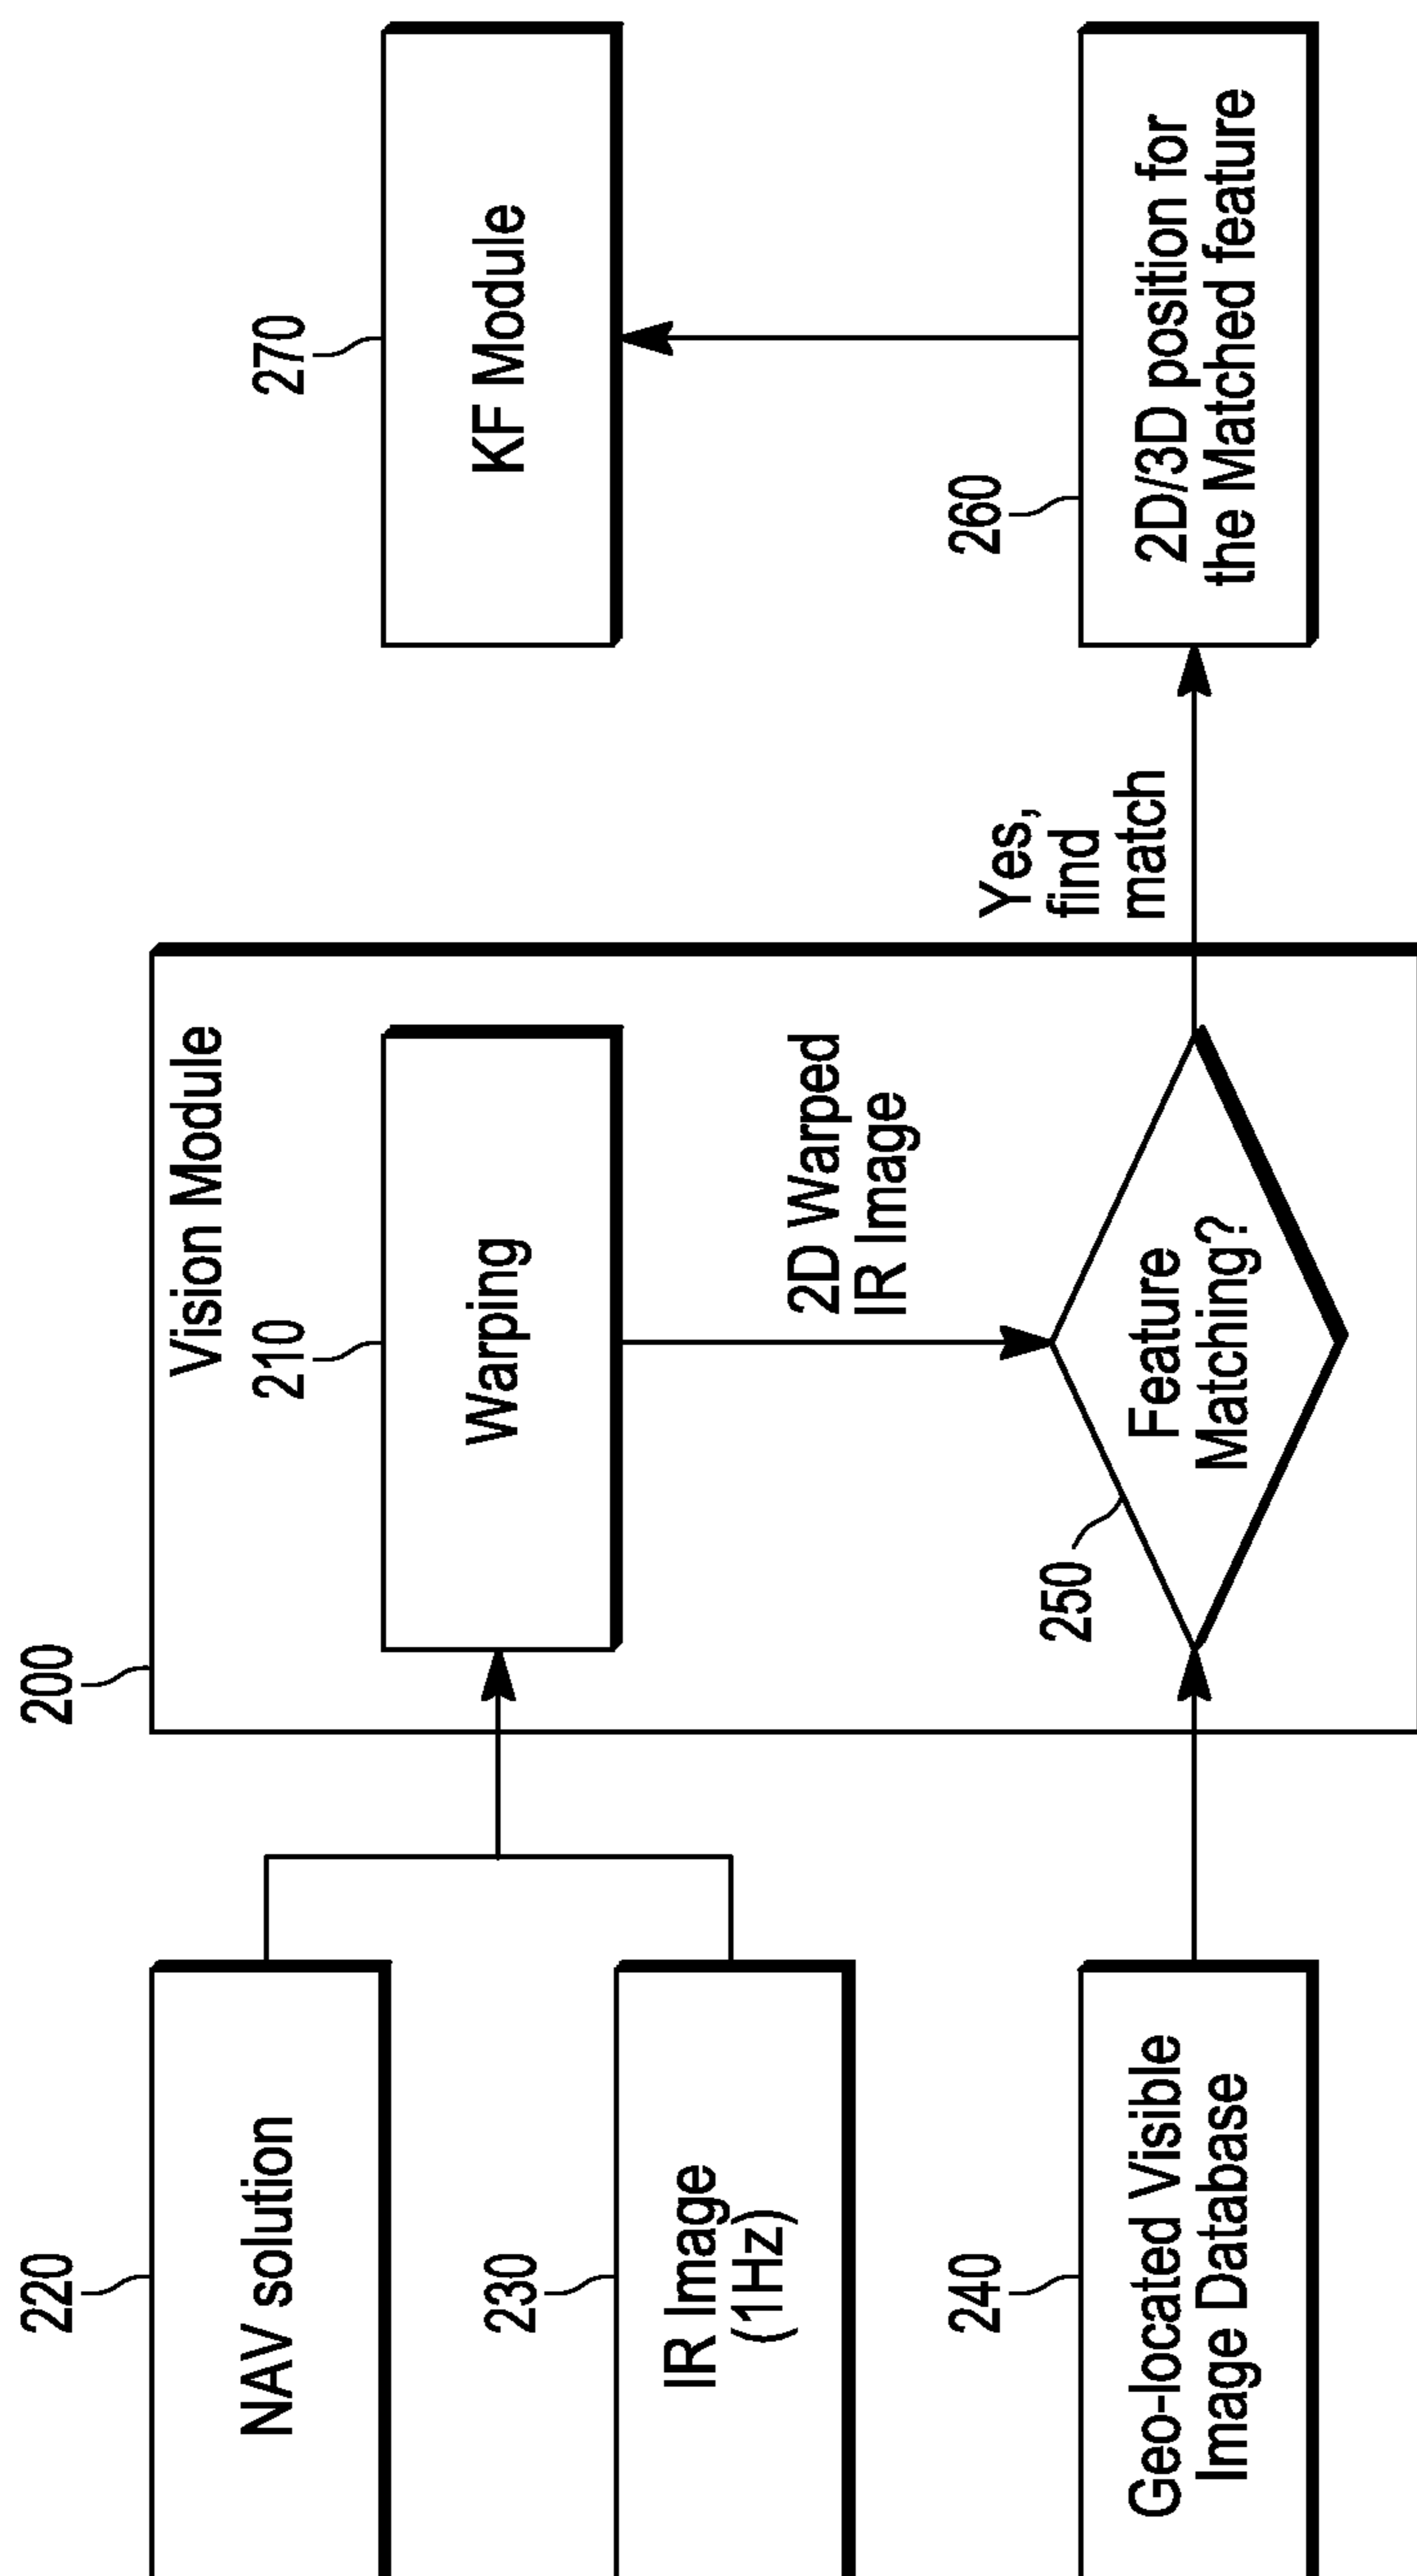 220
NAV solution
230
IR Image
(1Hz)
240
Geo-located Visible
Image Database
200
Vision Module
210
Warping
2D Warped
IR Image
250
Feature
Matching?
Yes,
find
match
260
2D/3D position for
the Matched feature
270
KF Module